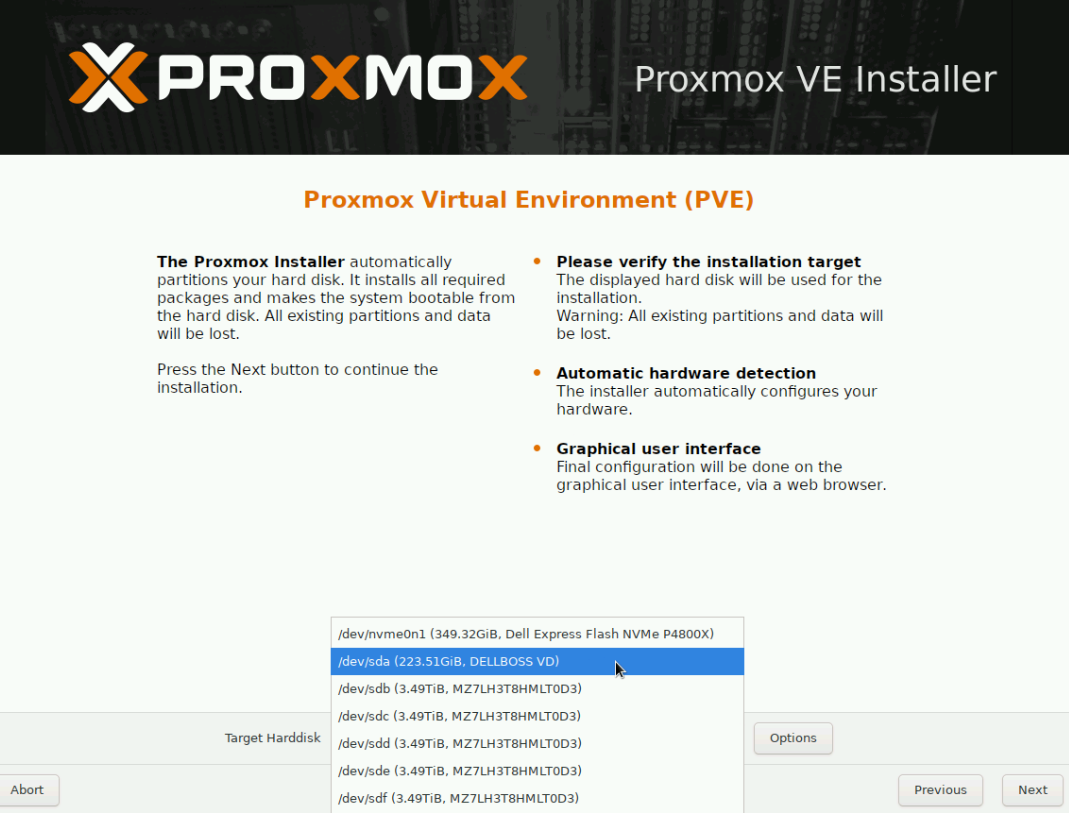 PROXMOX
Proxmox VE Installer
Proxmox Virtual Environment (PVE)
The Proxmox Installer automatically
partitions your hard disk. It installs all required
packages and makes the system bootable from
the hard disk. All existing partitions and data
will be lost.
Press the Next button to continue the
installation.
Please verify the installation target
The displayed hard disk will be used for the
installation.
Warning: All existing partitions and data will
be lost.
Automatic hardware detection
The installer automatically configures your
hardware.
Graphical user interface
Final configuration will be done on the
graphical user interface, via a web browser.
/dev/nvme0n1 (349.32GiB, Dell Express Flash NVMe P4800X)
/dev/sda (223.51GiB, DELLBOSS VD)
/dev/sdb (3.49TiB, MZ7LH3T8HMLT0D3)
/dev/sdc (3.49TiB, MZ7LH3T8HMLT0D3)
/dev/sdd (3.49TiB, MZ7LH3T8HMLT0D3)
/dev/sde (3.49TiB, MZ7LH3T8HMLT0D3)
/dev/sdf (3.49TiB, MZ7LH3T8HMLT0D3)
Target Harddisk
Options
Abort
Previous
Next